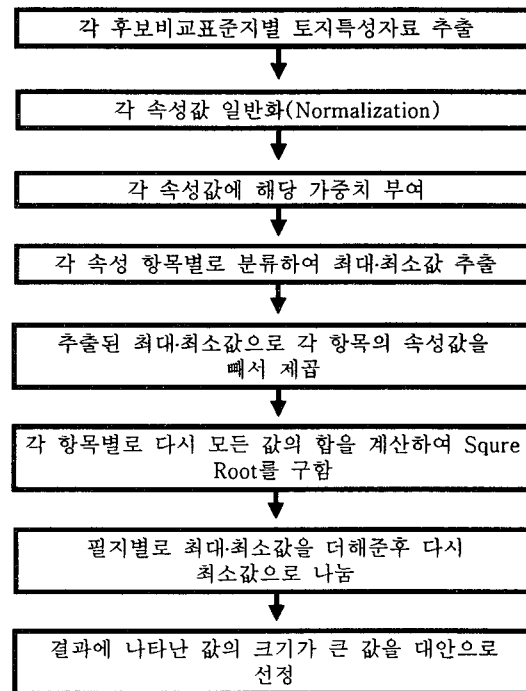 각 후보비교표준지별 토지특성자료 추출
각 속성값 일반화(Normalization)
각 속성값에 해당 가중치 부여
각 속성 항목별로 분류하여 최대·최소값 추출
추출된 최대·최소값으로 각 항목의 속성값을
빼서 제곱
각 항목별로 다시 모든 값의 합을 계산하여 Squre
Root를 구함
필지별로 최대·최소값을 더해준후 다시
최소값으로 나눔
결과에 나타난 값의 크기가 큰 값을 대안으로
선정